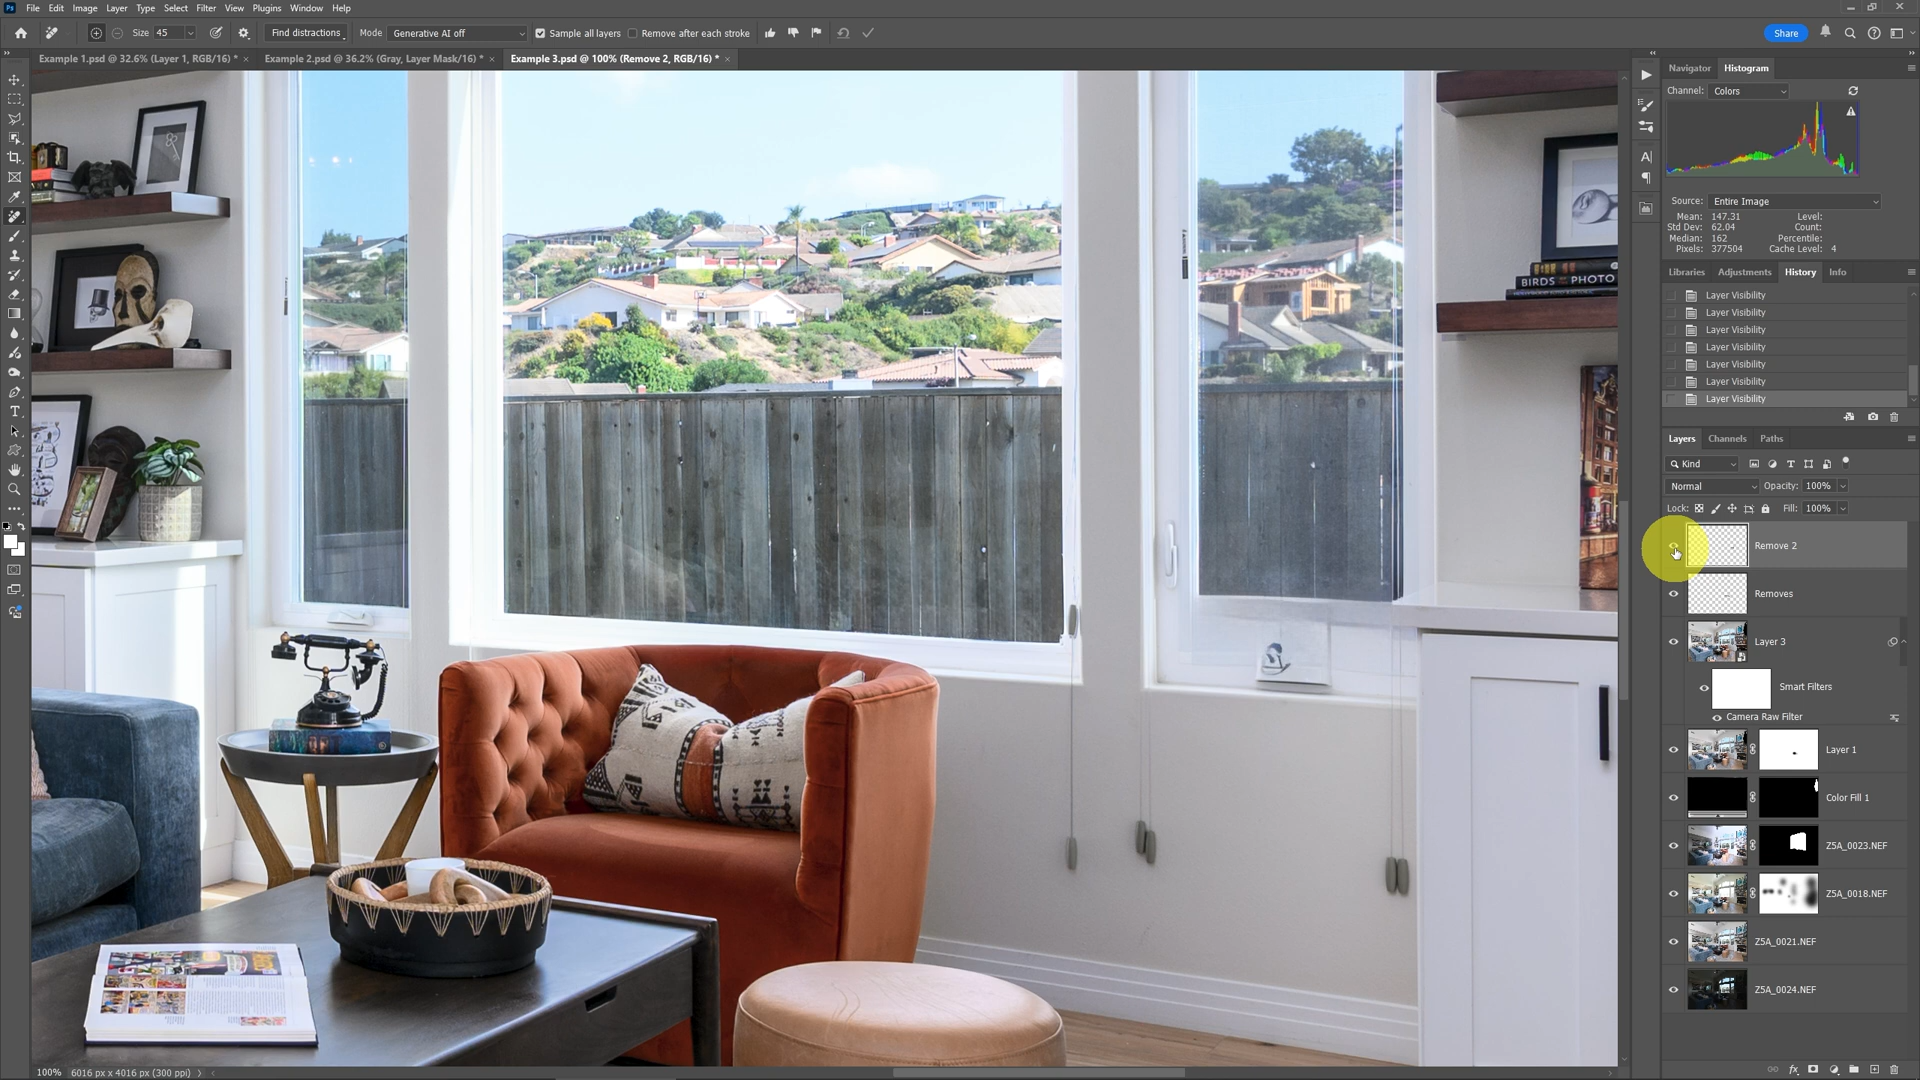 Ps File Edit Image Layer Type Select Filter View Plugins Window Help
Size 45 Find distractions Mode Generative AI off Sample all layers Remove after each stroke Share
Example 1.psd @ 32.6% (Layer 1, RGB/16) * × Example 2.psd @ 36.2% (Gray, Layer Mask/16) * × Example 3.psd @ 100% (Remove 2, RGB/16) * ×
Navigator Histogram
Channel: Colors
Source: Entire Image
Mean: 147.31 Level:
Std Dev: 62.04 Count:
Median: 162 Percentile:
Pixels: 377504 Cache Level: 4
Libraries Adjustments History Info
Layer Visibility
Layer Visibility
Layer Visibility
Layer Visibility
Layer Visibility
Layer Visibility
Layer Visibility
Layers Channels Paths
Kind
Normal Opacity: 100%
Lock: Fill: 100%
Remove 2
Removes
Layer 3
Smart Filters
Camera Raw Filter
Layer 1
Color Fill 1
Z5A_0023.NEF
Z5A_0018.NEF
Z5A_0021.NEF
Z5A_0024.NEF
BIRDS PHOTO
100% 6016 px x 4016 px (300 ppi)